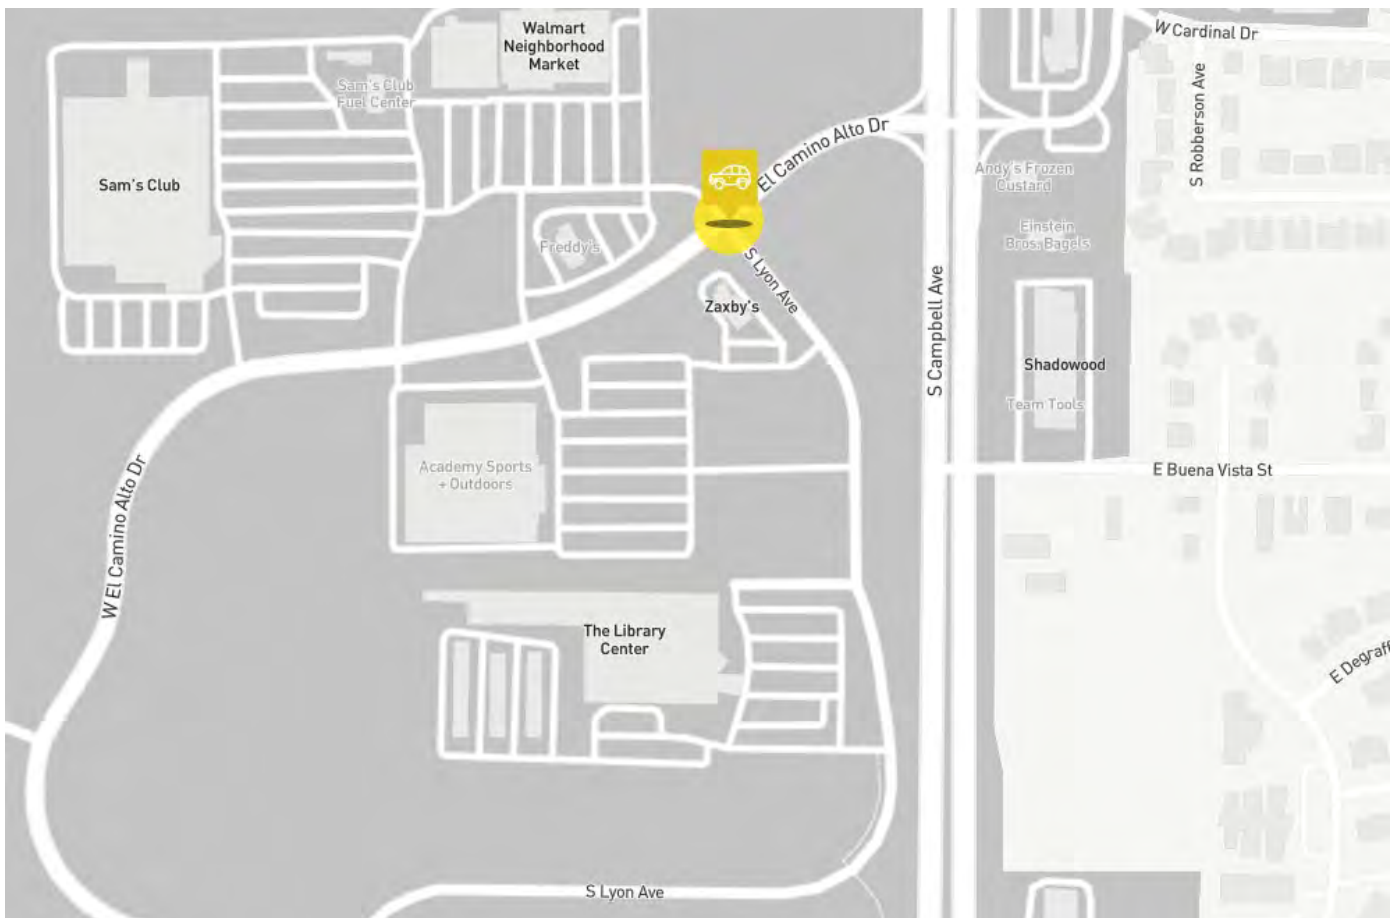 Walmart
Neighborhood
Market
W Cardinal Dr
Sam's Club
Fuel Center
S Robberson Ave
El Camino Alto Dr
Sam's Club
Andy's Frozen
Custard
Freddy's
Einstein
Bros. Bagels
S Lyon Ave
Zaxby's
S Campbell Ave
Shadowood
Team Tools
Academy Sports
+ Outdoors
E Buena Vista St
W El Camino Alto Dr
The Library
Center
E Degraff
S Lyon Ave